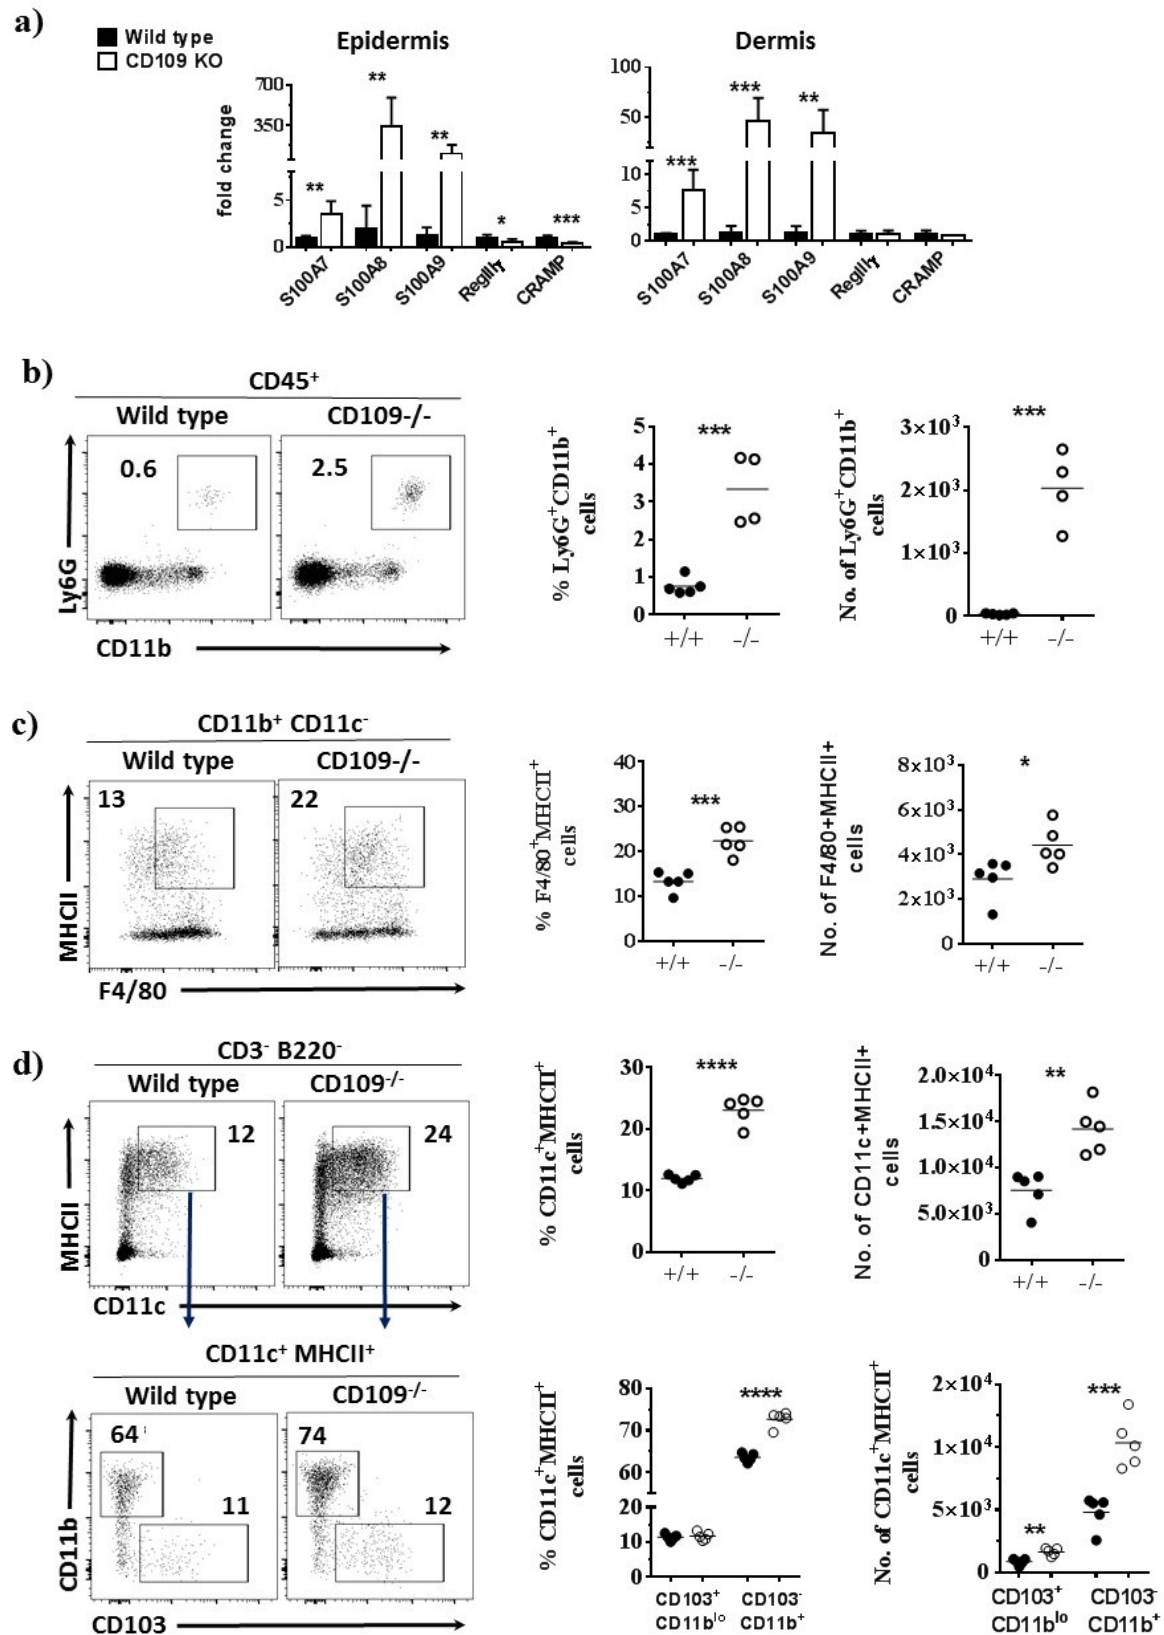 a)
Wild type
CD109 KO
Epidermis
Dermis
fold change
700
350
5
0
100
50
10
5
0
**
**
**
*
***
***
***
**
S100A7
S100A8
S100A9
RegIIIγ
CRAMP
S100A7
S100A8
S100A9
RegIIIγ
CRAMP
b)
CD45+
Wild type
CD109-/-
0.6
2.5
Ly6G
CD11b
% Ly6G+CD11b+
cells
5
4
3
2
1
0
***
+/+
-/-
No. of Ly6G+CD11b+
cells
3×10³
2×10³
1×10³
0
***
+/+
-/-
c)
CD11b+ CD11c-
Wild type
CD109-/-
13
22
MHCII
F4/80
% F4/80+MHCII+
cells
40
30
20
10
0
***
+/+
-/-
No. of F4/80+MHCII+
cells
8×10³
6×10³
4×10³
2×10³
0
*
+/+
-/-
d)
CD3- B220-
Wild type
CD109-/-
12
24
MHCII
CD11c
% CD11c+MHCII+
cells
30
20
10
0
****
+/+
-/-
No. of CD11c+MHCII+
cells
2.0×10⁴
1.5×10⁴
1.0×10⁴
5.0×10³
0
**
+/+
-/-
CD11c+ MHCII+
Wild type
CD109-/-
64
11
74
12
CD11b
CD103
% CD11c+MHCII+
cells
80
70
60
20
10
0
****
CD103+
CD11blo
CD103-
CD11b+
No. of CD11c+MHCII+
cells
2×10⁴
1×10⁴
5×10³
0
**
***
CD103+
CD11blo
CD103-
CD11b+